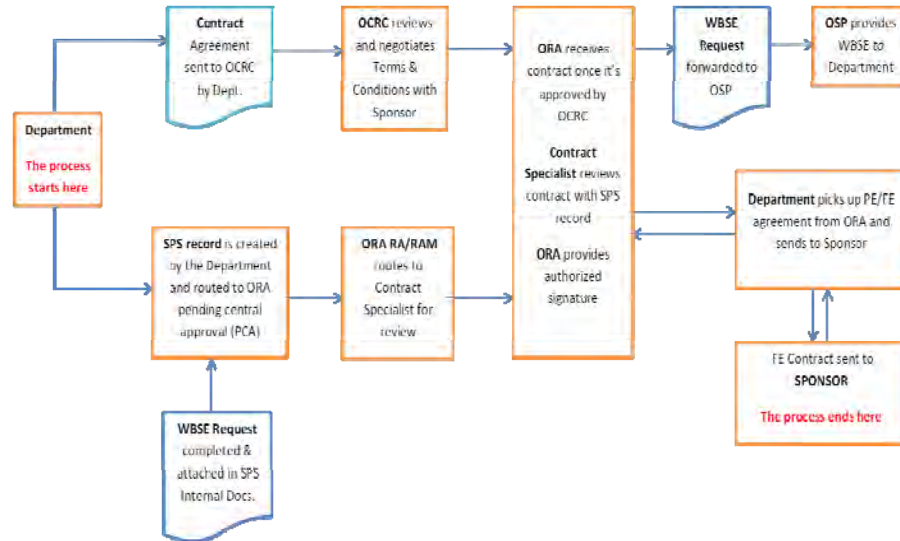 Contract
Agreement
sent to OCRC
by Dept.
OCRC reviews
and negotiates
Terms &
Conditions with
Sponsor
ORA receives
contract once it's
approved by
OCRC
Contract
Specialist reviews
contract with SPS
record
ORA provides
authorized
signature
WBSE
Request
forwarded to
OSP
OSP provides
WBSE to
Department
Department
The process
starts here
SPS record is created
by the Department
and routed to ORA
pending central
approval (PCA)
ORA RA/RAM
routes to
Contract
Specialist for
review
Department picks up PE/FE
agreement from ORA and
sends to Sponsor
FE Contract sent to
SPONSOR
The process ends here
WBSE Request
completed &
attached in SPS
Internal Docs.